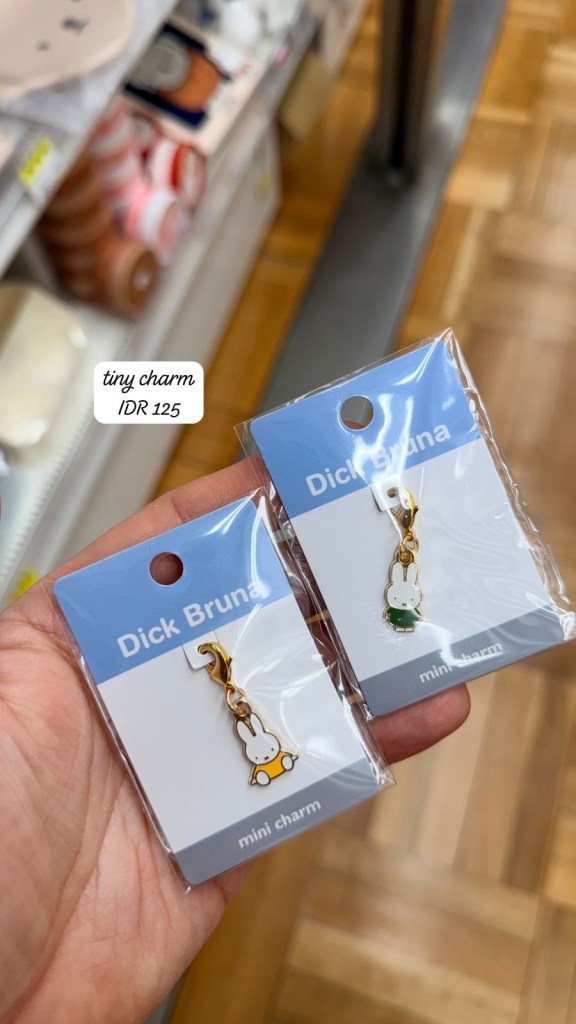 tiny charm
IDR 125
Dick Bruna
mini charm
Dick Bruna
mini charm